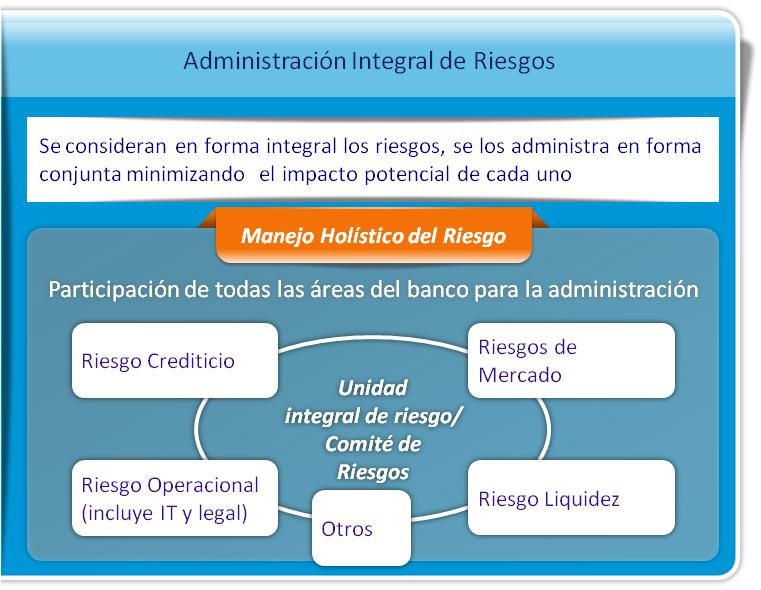 Administración Integral de Riesgos
Se consideran en forma integral los riesgos, se los administra en forma
conjunta minimizando el impacto potencial de cada uno
Manejo Holístico del Riesgo
Participación de todas las áreas del banco para la administración
Riesgo Crediticio
Riesgos de
Mercado
Unidad
integral de riesgo/
Comité de
Riesgos
Riesgo Operacional
(incluye IT y legal)
Riesgo Liquidez
Otros